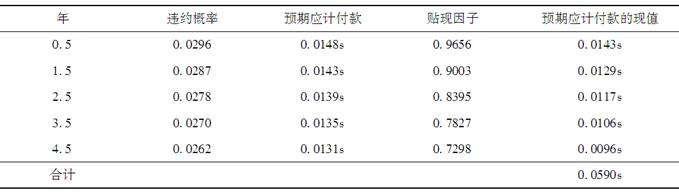 年 违约概率 预期应计付款 贴现因子 预期应计付款的现值
0.5 0.0296 0.0148s 0.9656 0.0143s
1.5 0.0287 0.0143s 0.9003 0.0129s
2.5 0.0278 0.0139s 0.8395 0.0117s
3.5 0.0270 0.0135s 0.7827 0.0106s
4.5 0.0262 0.0131s 0.7298 0.0096s
合计 0.0590s